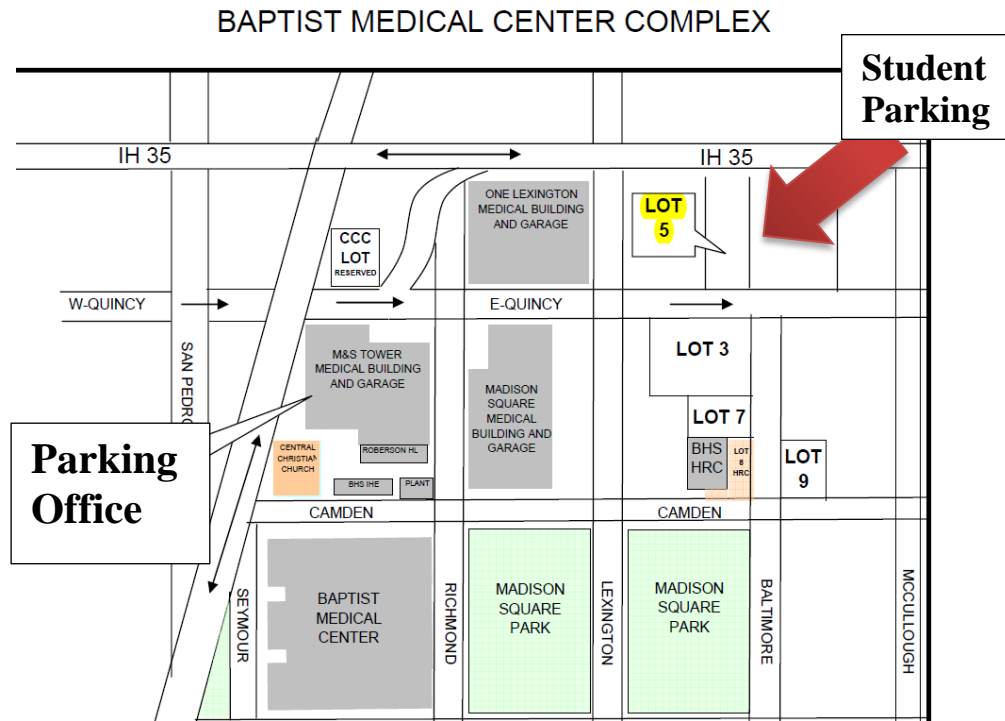 BAPTIST MEDICAL CENTER COMPLEX
Student
Parking
IH 35
IH 35
ONE LEXINGTON
MEDICAL BUILDING
AND GARAGE
LOT
5
CCC
LOT
RESERVED
W-QUINCY
E-QUINCY
SAN PEDRO
M&S TOWER
MEDICAL BUILDING
AND GARAGE
MADISON
SQUARE
MEDICAL
BUILDING AND
GARAGE
LOT 3
LOT 7
Parking
Office
CENTRAL
CHRISTIAN
CHURCH
ROBERSON HL
BHS IHE
PLANT
BHS
HRC
LOT
8
HRC
LOT
9
CAMDEN
CAMDEN
SEYMOUR
BAPTIST
MEDICAL
CENTER
RICHMOND
MADISON
SQUARE
PARK
LEXINGTON
MADISON
SQUARE
PARK
BALTIMORE
MCCULLOUGH